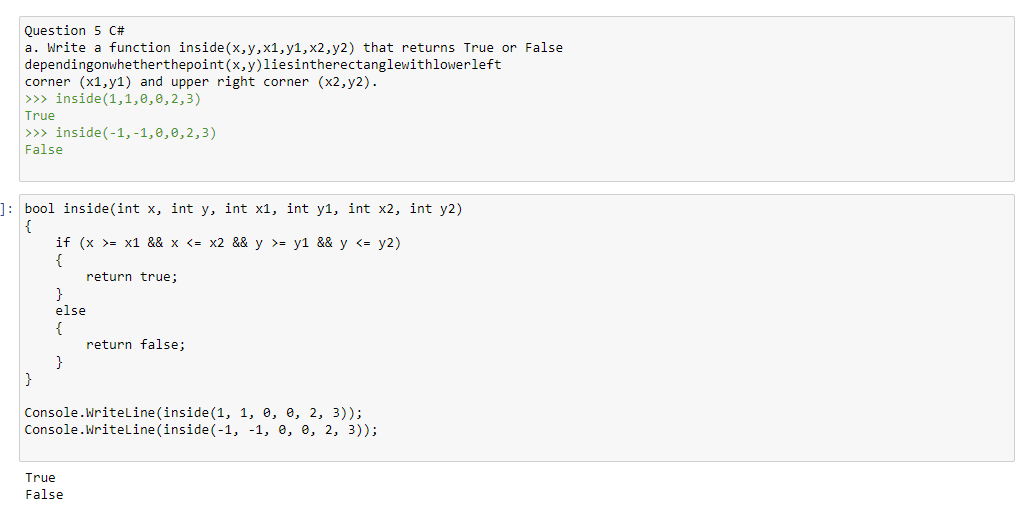 Question 5 C#
a. Write a function inside(x,y,x1,y1,x2,y2) that returns True or False
dependingonwhetherthepoint(x,y)liesintherectanglewithlowerleft
corner (x1,y1) and upper right corner (x2,y2).
>>> inside(1,1,0,0,2,3)
True
>>> inside(-1,-1,0,0,2,3)
False
]: bool inside(int x, int y, int x1, int y1, int x2, int y2)
{
    if (x >= x1 && x <= x2 && y >= y1 && y <= y2)
    {
        return true;
    }
    else
    {
        return false;
    }
}
Console.WriteLine(inside(1, 1, 0, 0, 2, 3));
Console.WriteLine(inside(-1, -1, 0, 0, 2, 3));
True
False